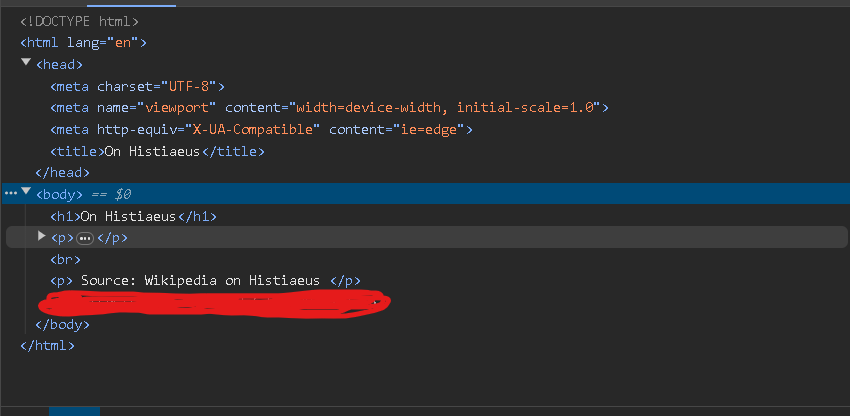 <!DOCTYPE html>
<html lang="en">
<head>
<meta charset="UTF-8">
<meta name="viewport" content="width=device-width, initial-scale=1.0">
<meta http-equiv="X-UA-Compatible" content="ie=edge">
<title>On Histiaeus</title>
</head>
<body> == $0
<h1>On Histiaeus</h1>
<p>…</p>
<br>
<p> Source: Wikipedia on Histiaeus </p>
</body>
</html>